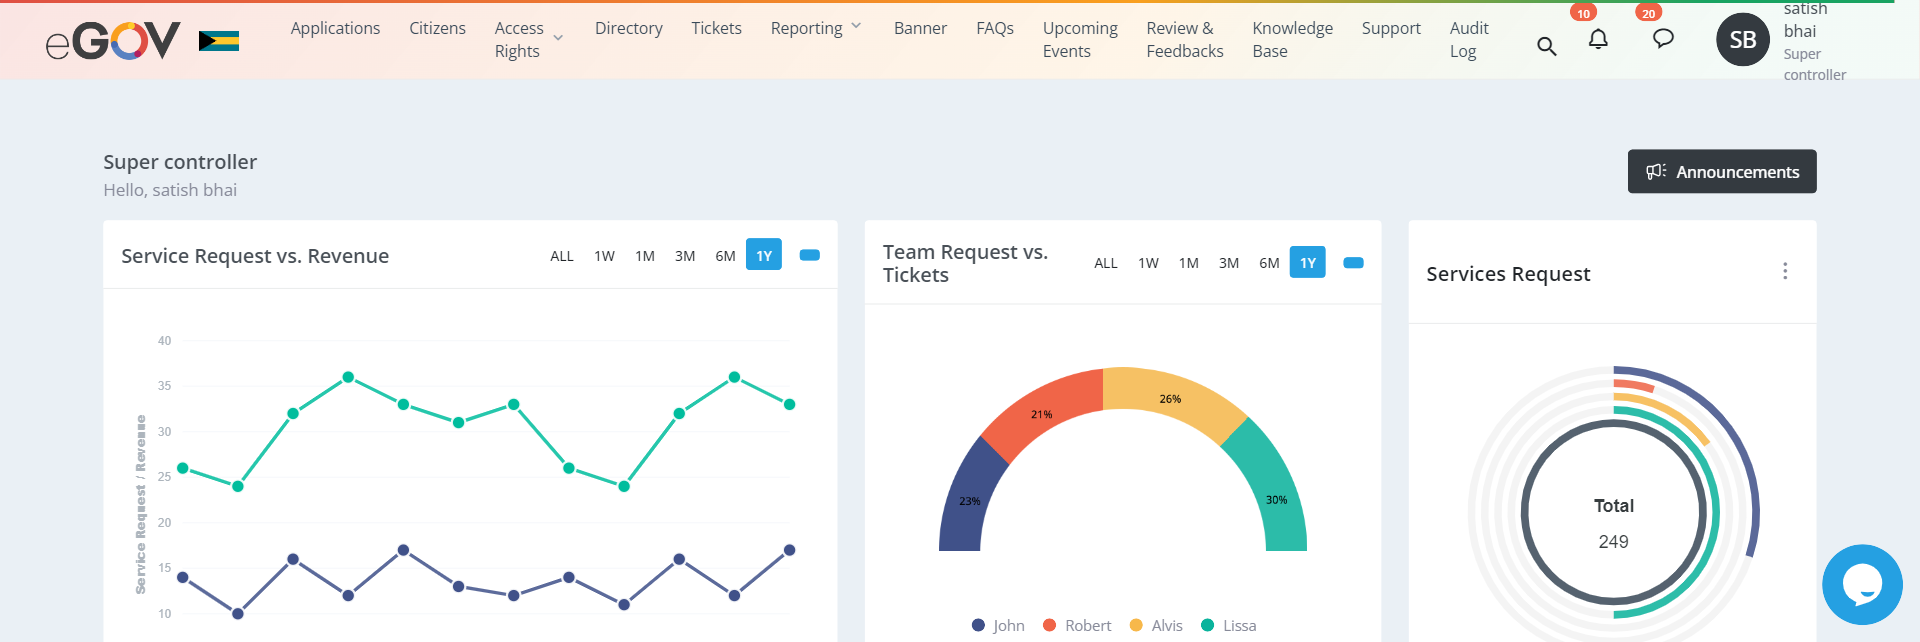 eGOV
Applications
Citizens
Access
Rights
Directory
Tickets
Reporting
Banner
FAQs
Upcoming
Events
Review &
Feedbacks
Knowledge
Base
Support
Audit
Log
10
20
SB
satish
bhai
Super
controller
Super controller
Hello, satish bhai
Announcements
Service Request vs. Revenue
ALL 1W 1M 3M 6M 1Y
40
35
30
25
20
15
10
Service Request / Revenue
Team Request vs.
Tickets
ALL 1W 1M 3M 6M 1Y
23%
21%
26%
30%
John Robert Alvis Lissa
Services Request
Total
249